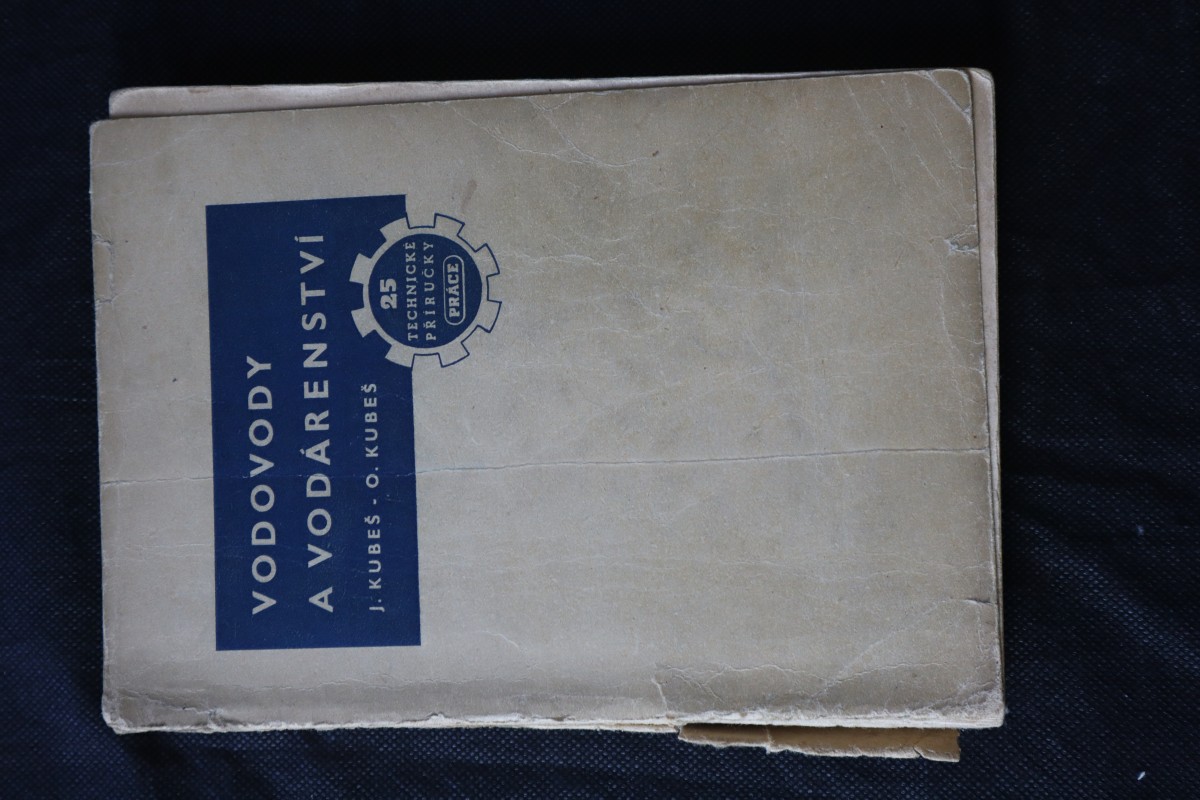 VODOVODY
A VODÁRENSTVÍ
J. KUBEŠ - O. KUBEŠ
25
TECHNICKÉ
PŘÍRUČKY
PRÁCE